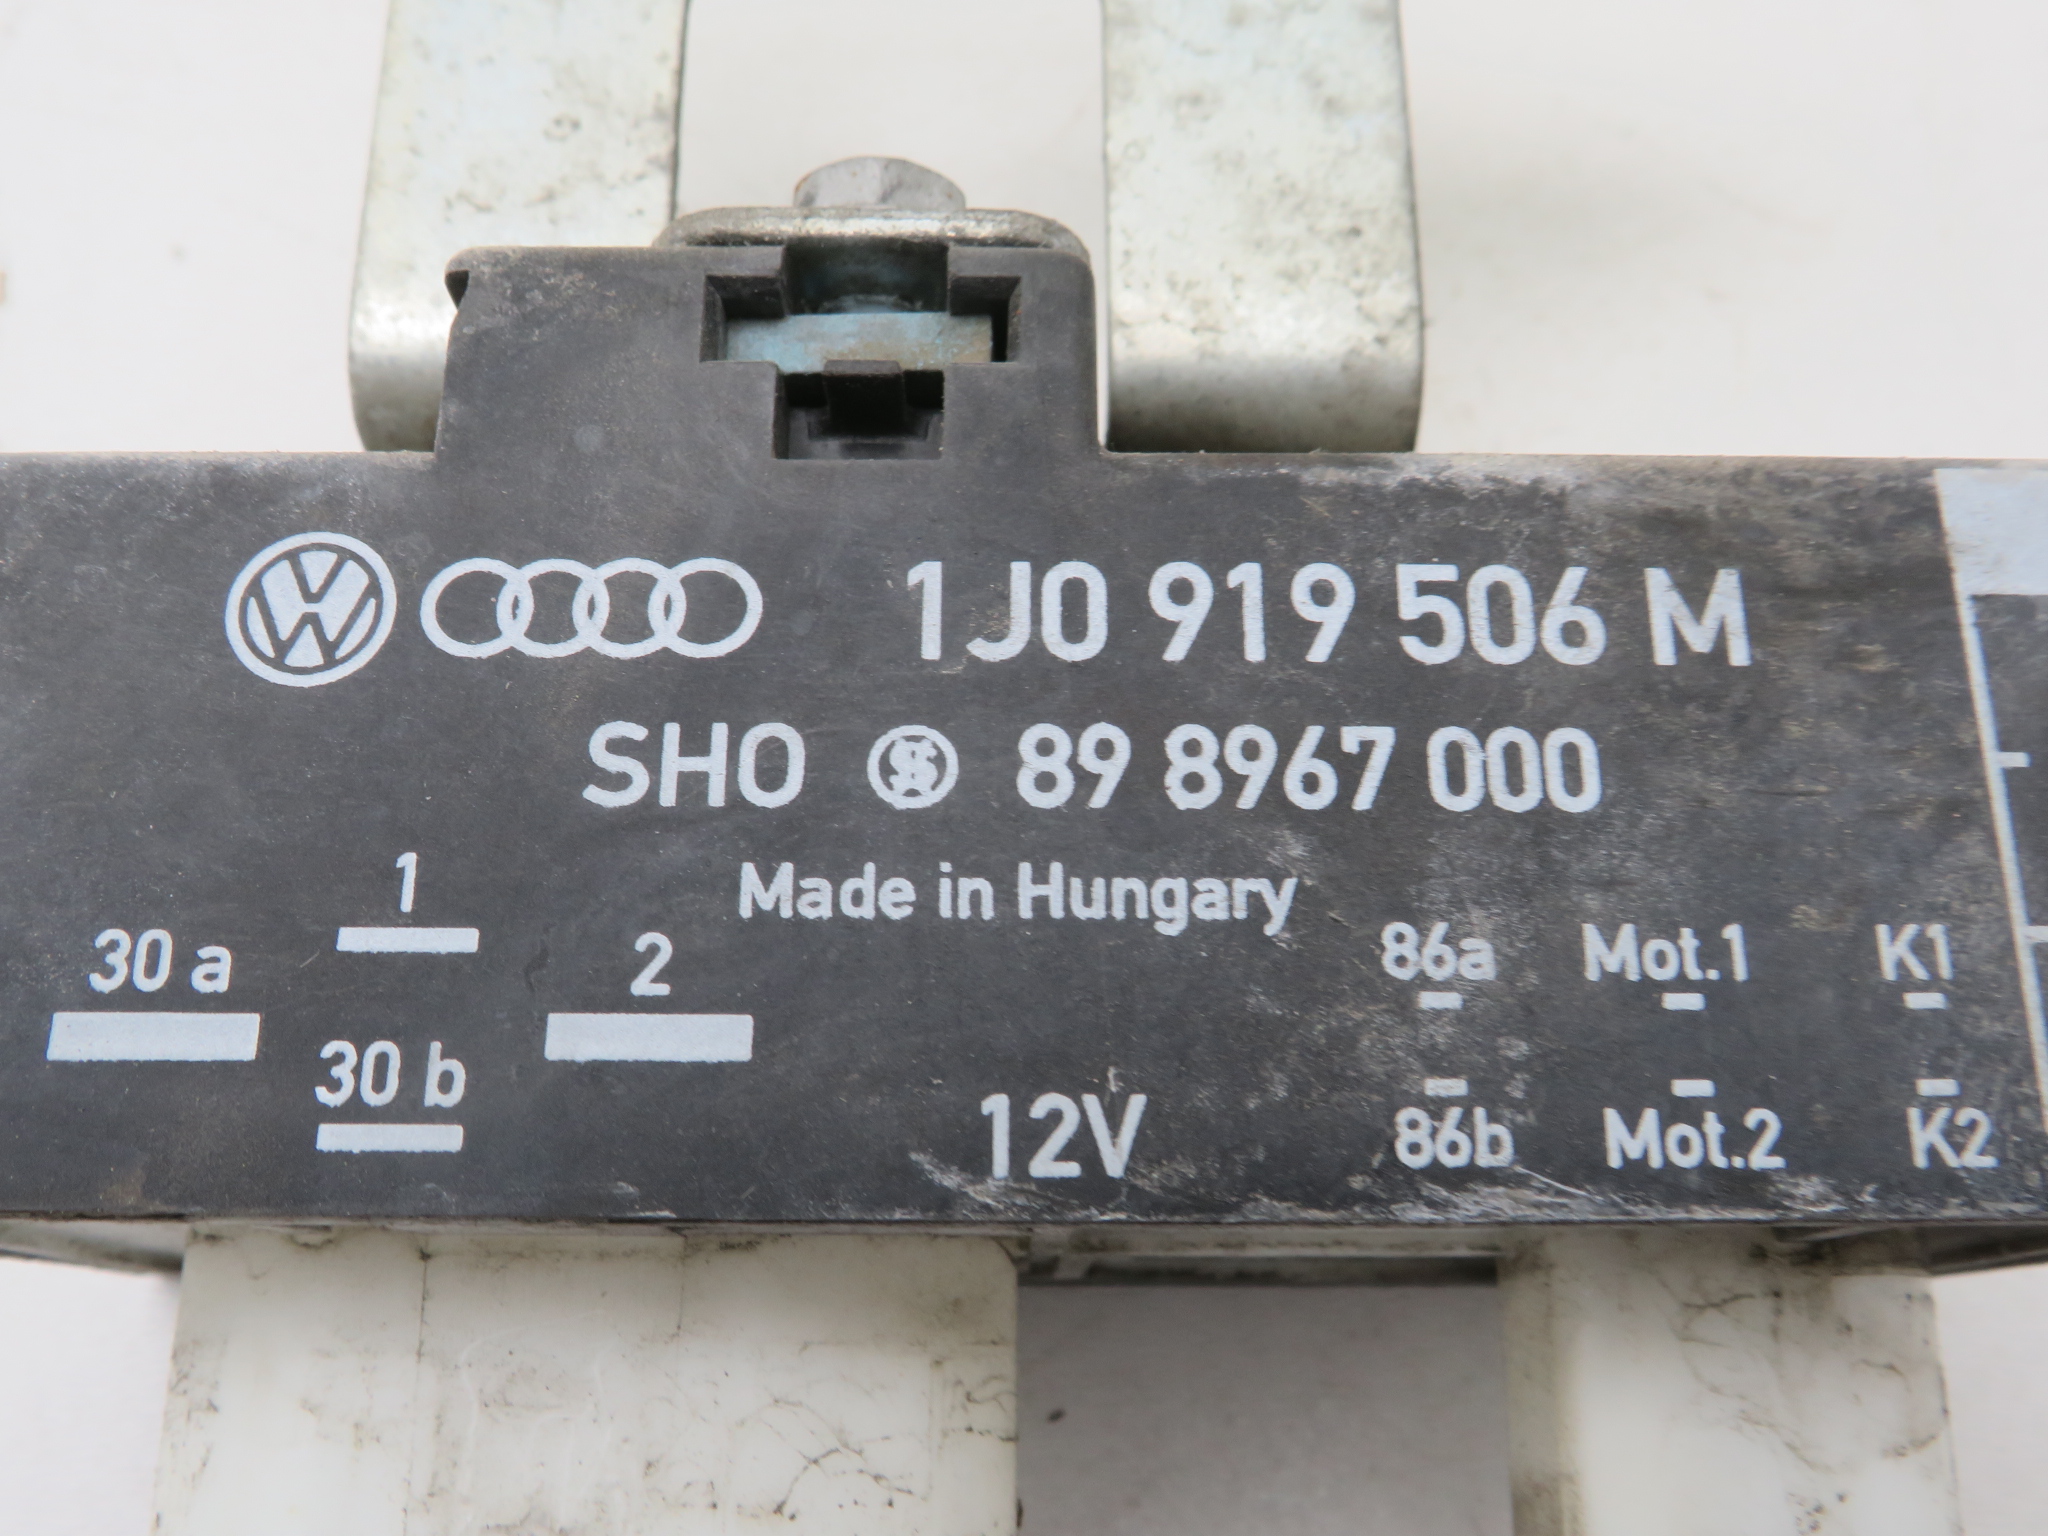 1J0 919 506 M
SHO 89 8967 000
Made in Hungary
1
30 a
2
30 b
12V
86a Mot.1 K1
86b Mot.2 K2